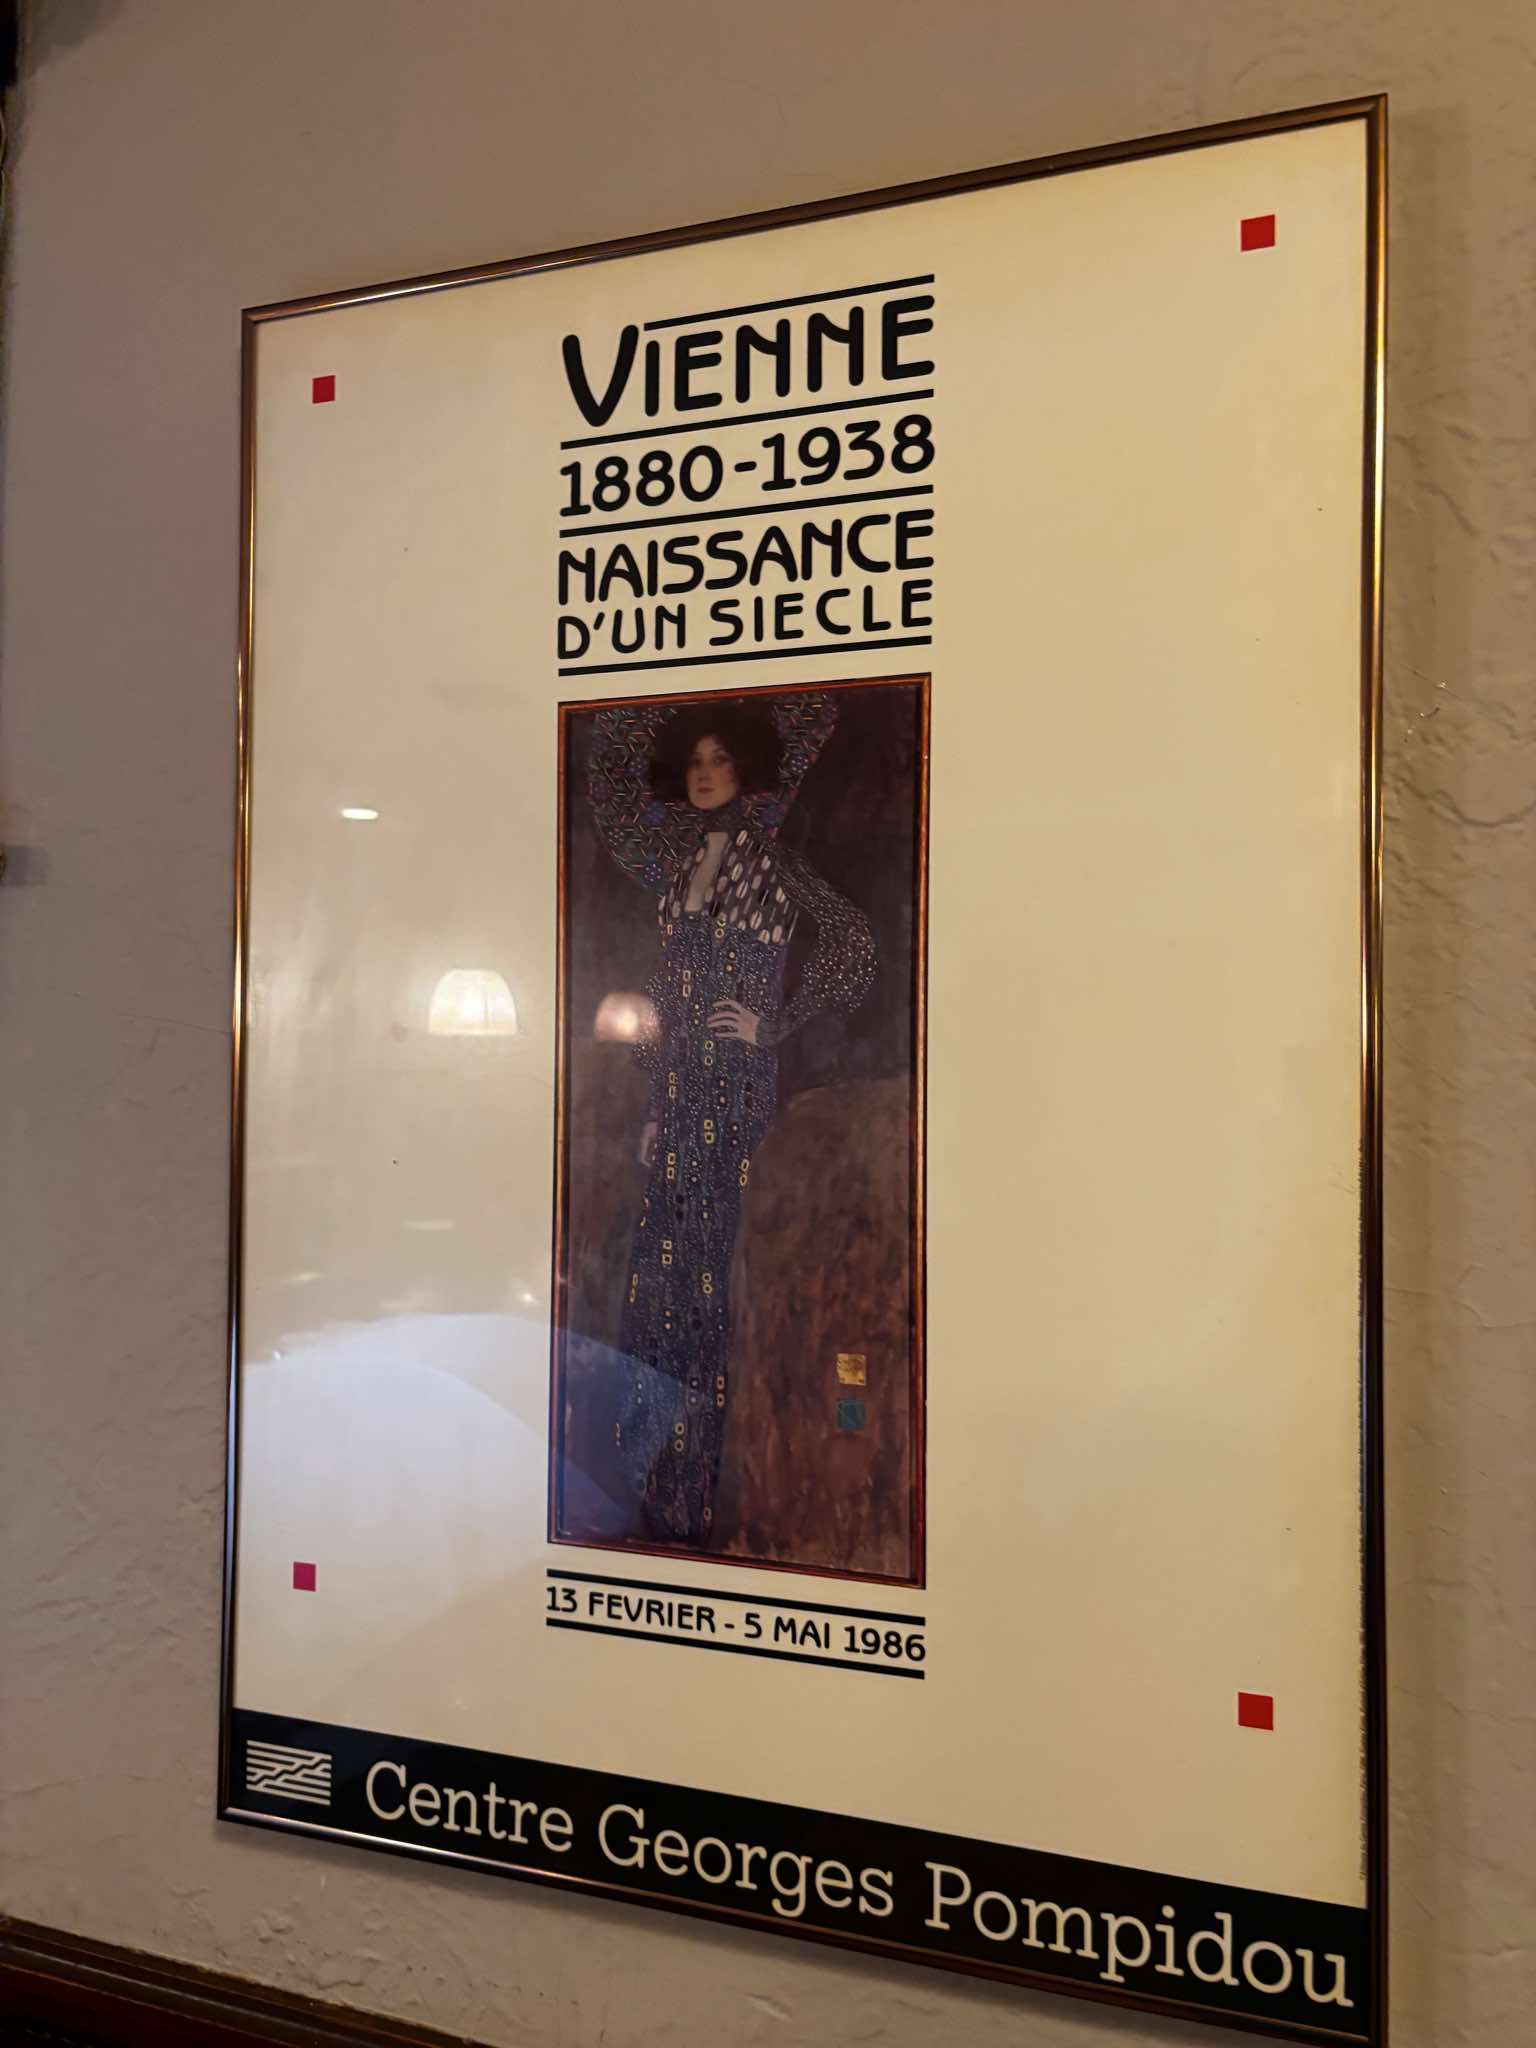 VIENNE
1880-1938
NAISSANCE
D'UN SIECLE
13 FEVRIER - 5 MAI 1986
Centre Georges Pompidou